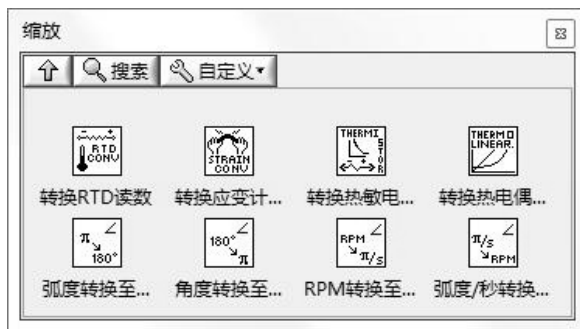 缩放
搜索 自定义
RTD CONV
STRAIN CONV
THERMISTOR
THERMO LINEAR.
转换RTD读数 转换应变计... 转换热敏电... 转换热电偶...
π 180°
180° π
RPM π/s
π/s RPM
弧度转换至... 角度转换至... RPM转换至... 弧度/秒转换...